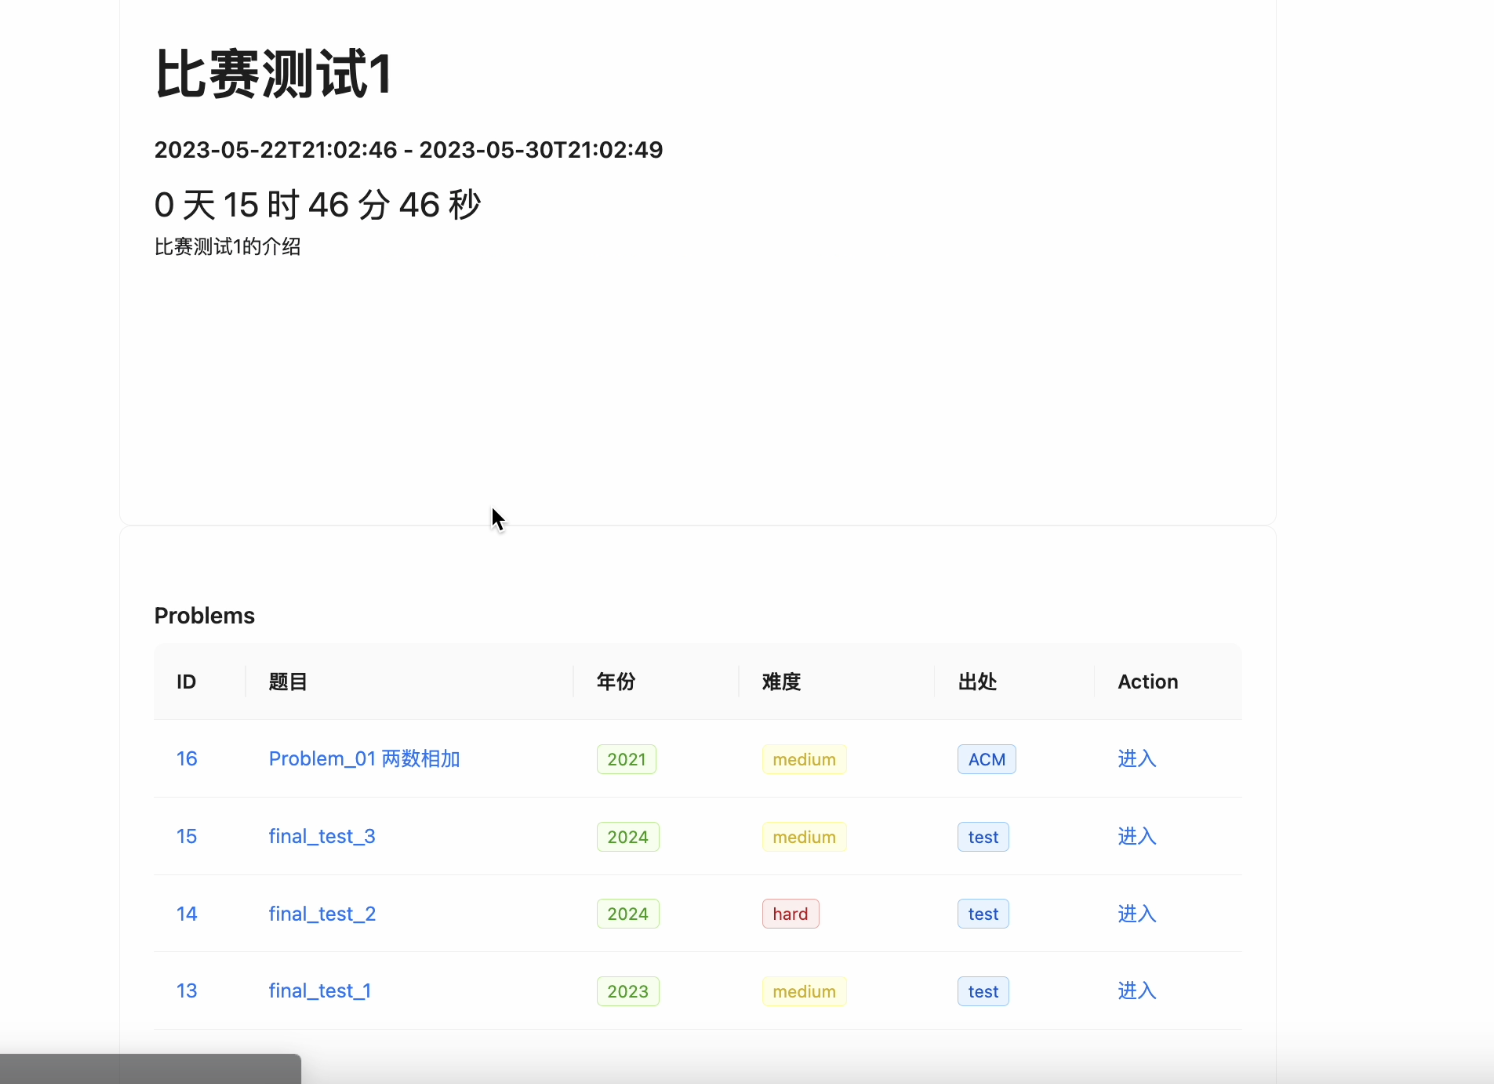 比赛测试1
2023-05-22T21:02:46 - 2023-05-30T21:02:49
0 天 15 时 46 分 46 秒
比赛测试1的介绍
Problems
ID 题目 年份 难度 出处 Action
16 Problem_01 两数相加 2021 medium ACM 进入
15 final_test_3 2024 medium test 进入
14 final_test_2 2024 hard test 进入
13 final_test_1 2023 medium test 进入